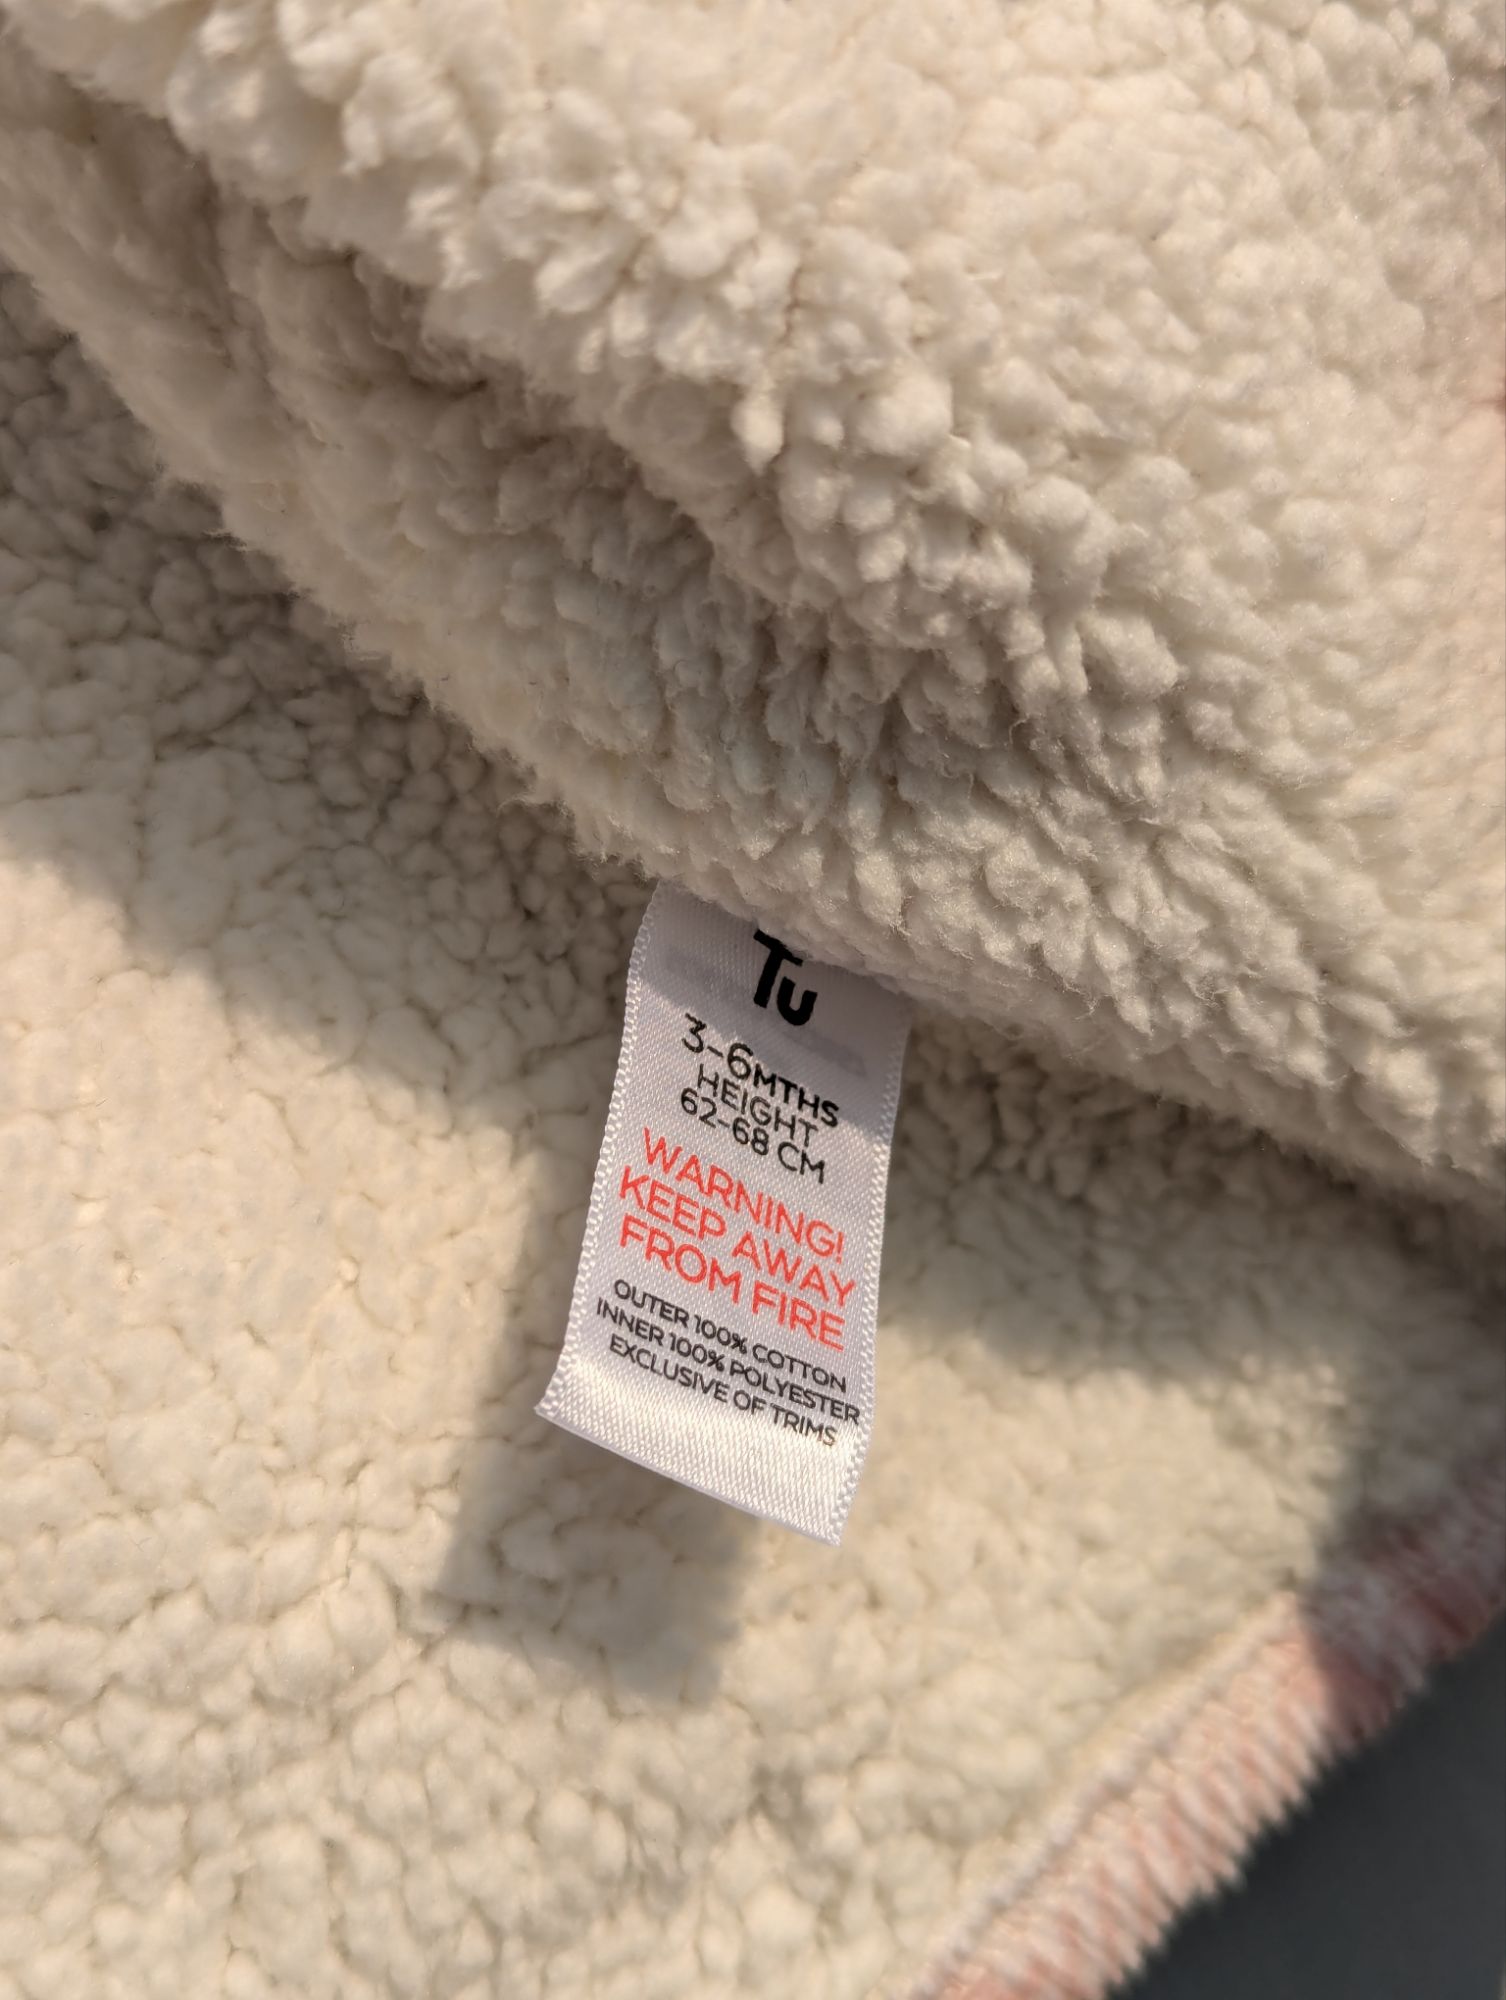 Tu
3-6MTHS
HEIGHT
62-68 CM
WARNING!
KEEP AWAY
FROM FIRE
OUTER 100% COTTON
INNER 100% POLYESTER
EXCLUSIVE OF TRIMS